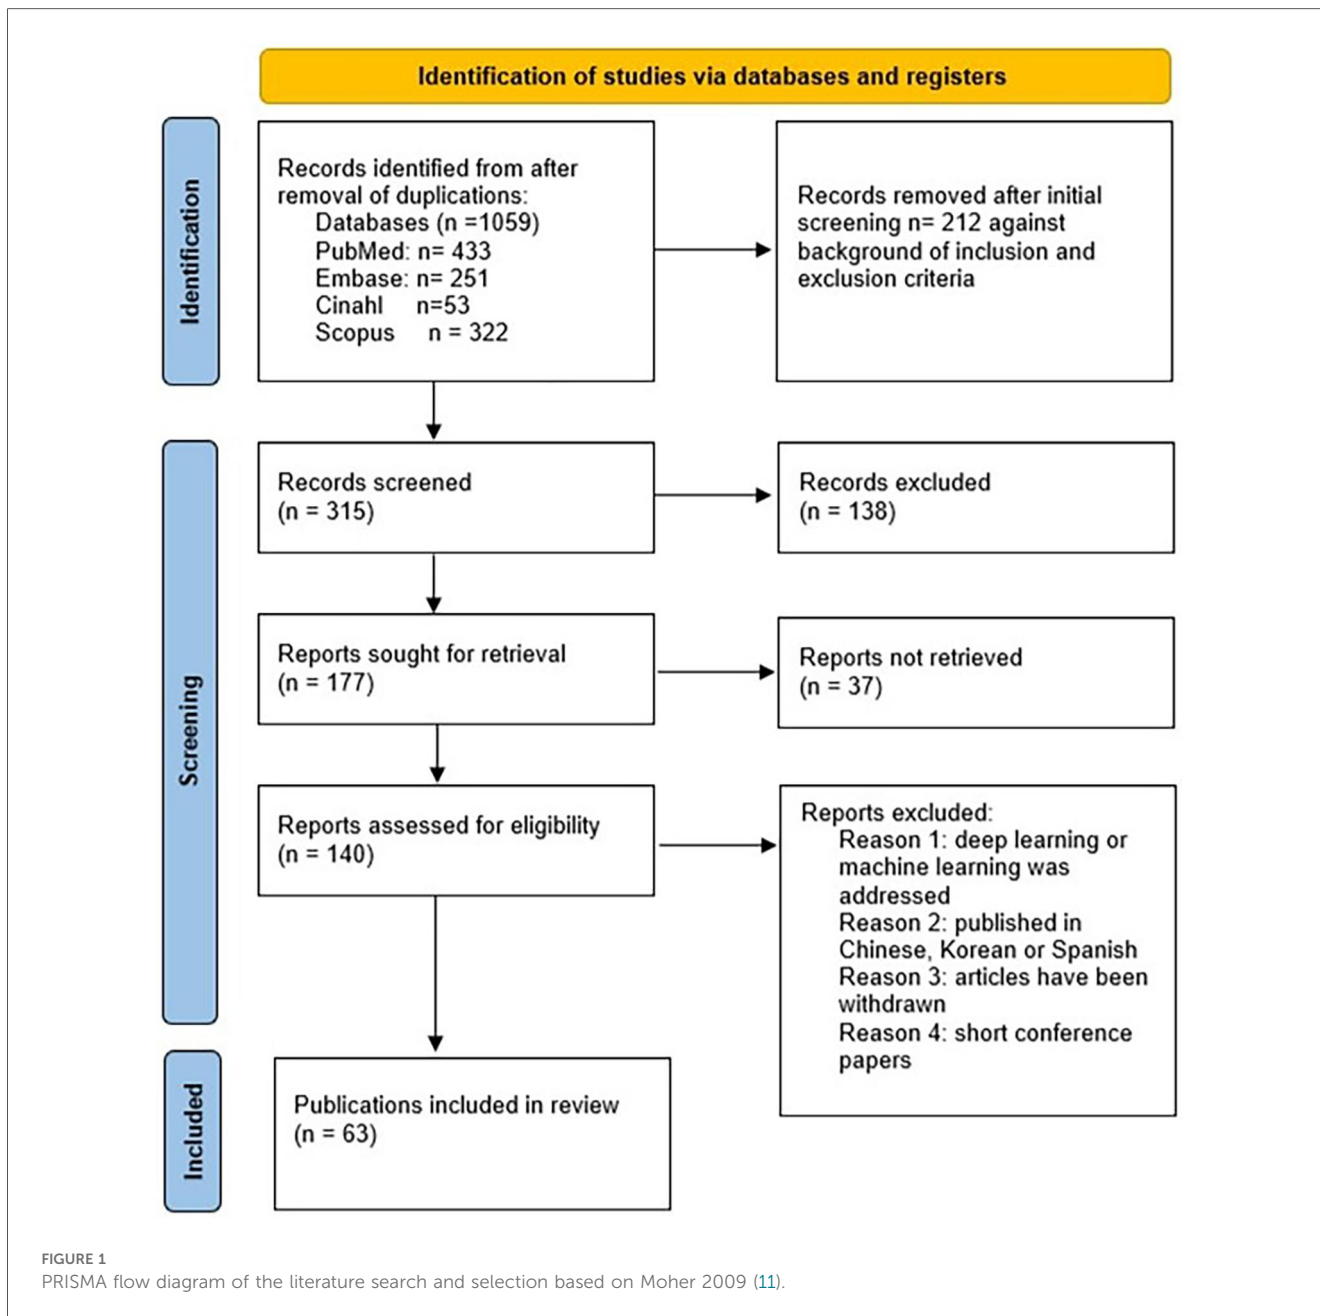 Identification of studies via databases and registers
Identification
Records identified from after
removal of duplications:
Databases (n =1059)
PubMed: n= 433
Embase: n= 251
Cinahl n=53
Scopus n = 322
Records removed after initial
screening n= 212 against
background of inclusion and
exclusion criteria
Screening
Records screened
(n = 315)
Records excluded
(n = 138)
Reports sought for retrieval
(n = 177)
Reports not retrieved
(n = 37)
Reports assessed for eligibility
(n = 140)
Reports excluded:
Reason 1: deep learning or
machine learning was
addressed
Reason 2: published in
Chinese, Korean or Spanish
Reason 3: articles have been
withdrawn
Reason 4: short conference
papers
Included
Publications included in review
(n = 63)
FIGURE 1
PRISMA flow diagram of the literature search and selection based on Moher 2009 (11).